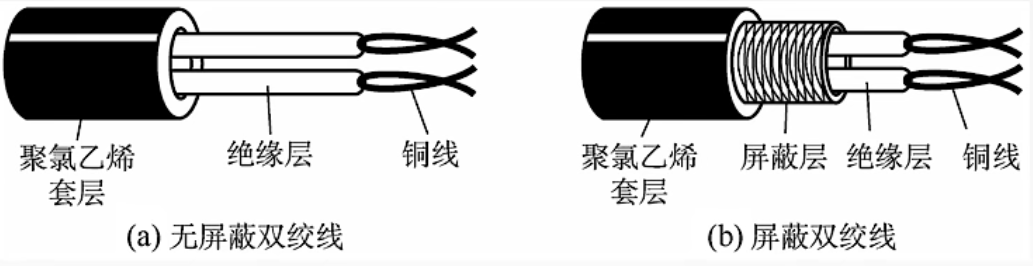 聚氯乙烯
套层
绝缘层
铜线
(a) 无屏蔽双绞线
聚氯乙烯
套层
屏蔽层
绝缘层
铜线
(b) 屏蔽双绞线